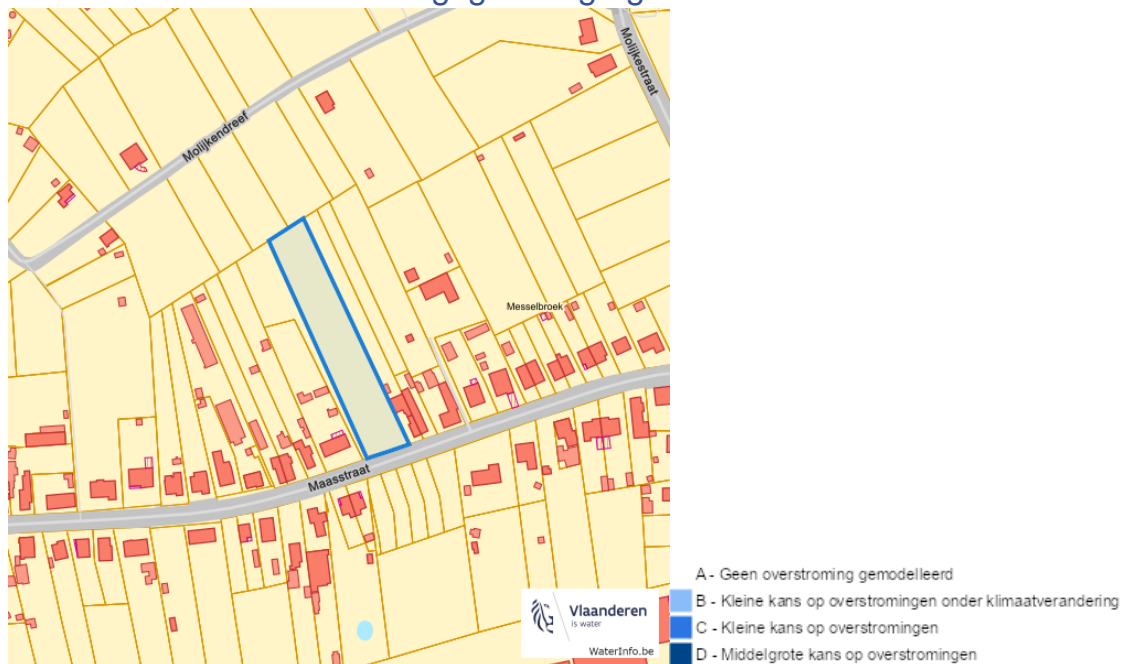 Molijkestraat
Molijkendreef
Messelbroek
Maasstraat
Vlaanderen
is water
WaterInfo.be
A - Geen overstroming gemodelleerd
B - Kleine kans op overstromingen onder klimaatverandering
C - Kleine kans op overstromingen
D - Middelgrote kans op overstromingen